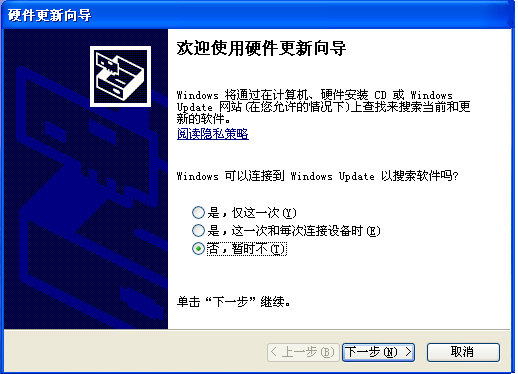 硬件更新向导
欢迎使用硬件更新向导
Windows 将通过在计算机、硬件安装 CD 或 Windows
Update 网站(在您允许的情况下)上查找来搜索当前和更
新的软件。
阅读隐私策略
Windows 可以连接到 Windows Update 以搜索软件吗?
是，仅这一次(Y)
是，这一次和每次连接设备时(E)
否，暂时不(T)
单击“下一步”继续。
< 上一步(B) 下一步(N) > 取消